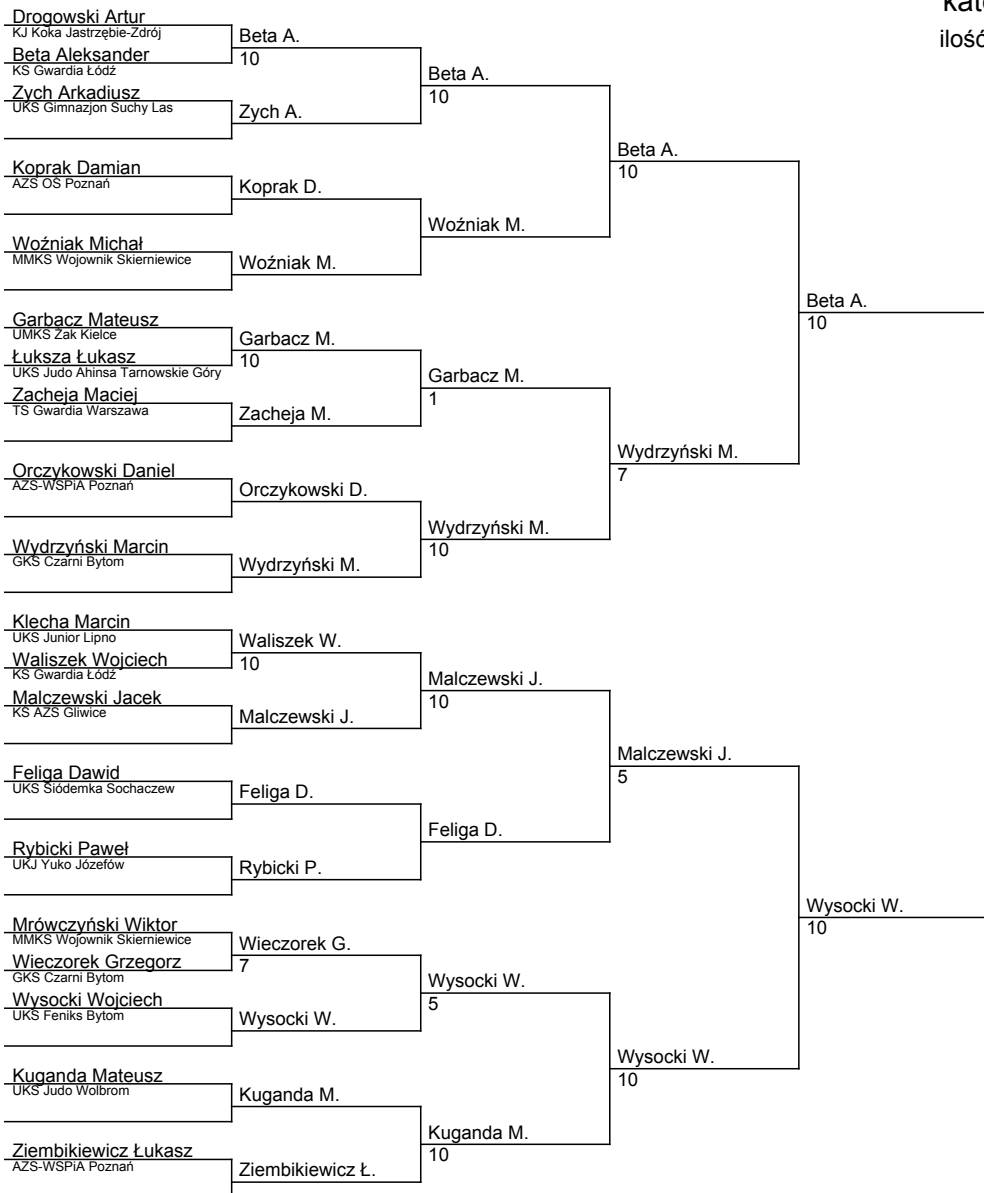 Drogowski Artur
KJ Koka Jastrzębie-Zdrój
Beta Aleksander
KS Gwardia Łódź
Zych Arkadiusz
UKS Gimnazjon Suchy Las
Koprak Damian
AZS OŚ Poznań
Woźniak Michał
MMKS Wojownik Skierniewice
Garbacz Mateusz
UMKS Żak Kielce
Łuksza Łukasz
UKS Judo Ahinsa Tarnowskie Góry
Zacheja Maciej
TS Gwardia Warszawa
Orczykowski Daniel
AZS-WSPiA Poznań
Wydrzyński Marcin
GKS Czarni Bytom
Klecha Marcin
UKS Junior Lipno
Waliszek Wojciech
KS Gwardia Łódź
Malczewski Jacek
KS AZS Gliwice
Feliga Dawid
UKS Siódemka Sochaczew
Rybicki Paweł
UKJ Yuko Józefów
Mrówczyński Wiktor
MMKS Wojownik Skierniewice
Wieczorek Grzegorz
GKS Czarni Bytom
Wysocki Wojciech
UKS Feniks Bytom
Kuganda Mateusz
UKS Judo Wolbrom
Ziembikiewicz Łukasz
AZS-WSPiA Poznań
Beta A.
10
Zych A.
Koprak D.
Woźniak M.
Garbacz M.
10
Zacheja M.
Orczykowski D.
Wydrzyński M.
Waliszek W.
10
Malczewski J.
Feliga D.
Rybicki P.
Wieczorek G.
7
Wysocki W.
Kuganda M.
Ziembikiewicz Ł.
Beta A.
10
Woźniak M.
Garbacz M.
1
Wydrzyński M.
10
Malczewski J.
10
Feliga D.
Wysocki W.
5
Kuganda M.
10
Beta A.
10
Wydrzyński M.
7
Malczewski J.
5
Wysocki W.
10
Beta A.
10
Wysocki W.
10